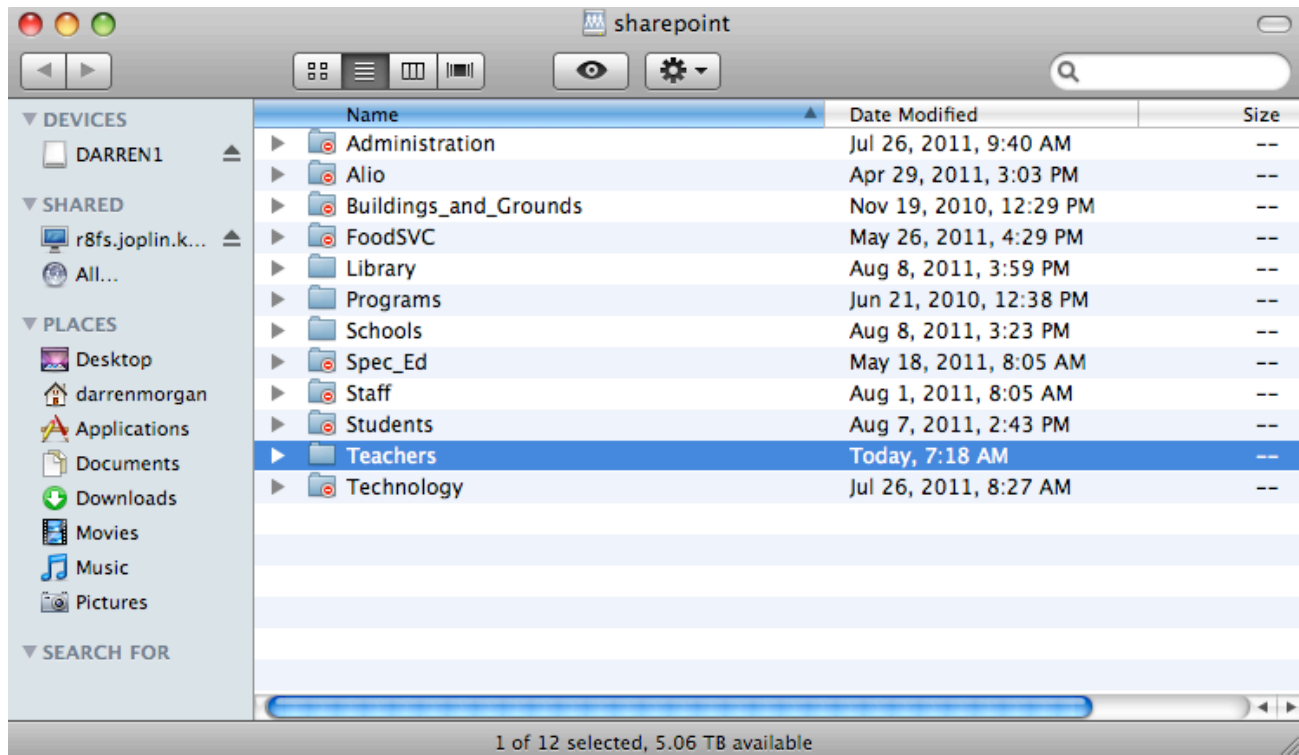 sharepoint
Name Date Modified Size
DEVICES
DARREN1
SHARED
r8fs.joplin.k...
All...
PLACES
Desktop
darrenmorgan
Applications
Documents
Downloads
Movies
Music
Pictures
SEARCH FOR
Administration Jul 26, 2011, 9:40 AM --
Alio Apr 29, 2011, 3:03 PM --
Buildings_and_Grounds Nov 19, 2010, 12:29 PM --
FoodSVC May 26, 2011, 4:29 PM --
Library Aug 8, 2011, 3:59 PM --
Programs Jun 21, 2010, 12:38 PM --
Schools Aug 8, 2011, 3:23 PM --
Spec_Ed May 18, 2011, 8:05 AM --
Staff Aug 1, 2011, 8:05 AM --
Students Aug 7, 2011, 2:43 PM --
Teachers Today, 7:18 AM --
Technology Jul 26, 2011, 8:27 AM --
1 of 12 selected, 5.06 TB available